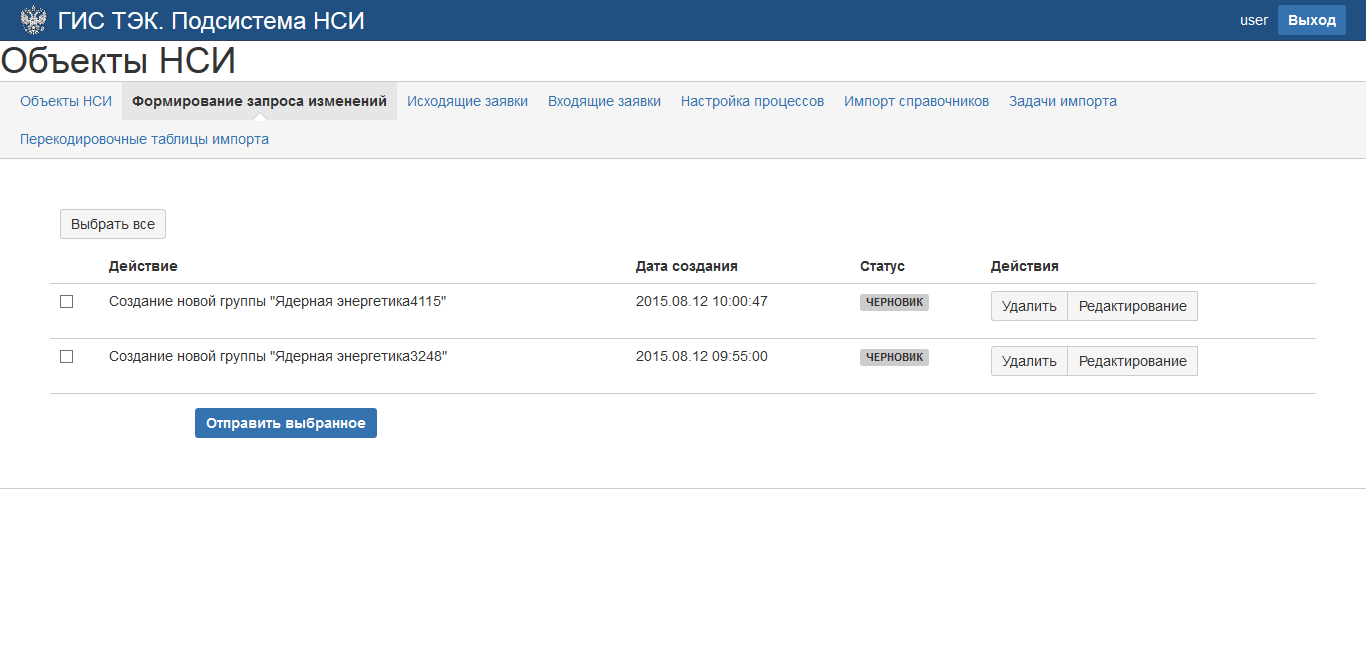 ГИС ТЭК. Подсистема НСИ user Выход
Объекты НСИ
Объекты НСИ Формирование запроса изменений Исходящие заявки Входящие заявки Настройка процессов Импорт справочников Задачи импорта
Перекодировочные таблицы импорта
Выбрать все
Действие Дата создания Статус Действия
Создание новой группы "Ядерная энергетика4115" 2015.08.12 10:00:47 ЧЕРНОВИК Удалить Редактирование
Создание новой группы "Ядерная энергетика3248" 2015.08.12 09:55:00 ЧЕРНОВИК Удалить Редактирование
Отправить выбранное